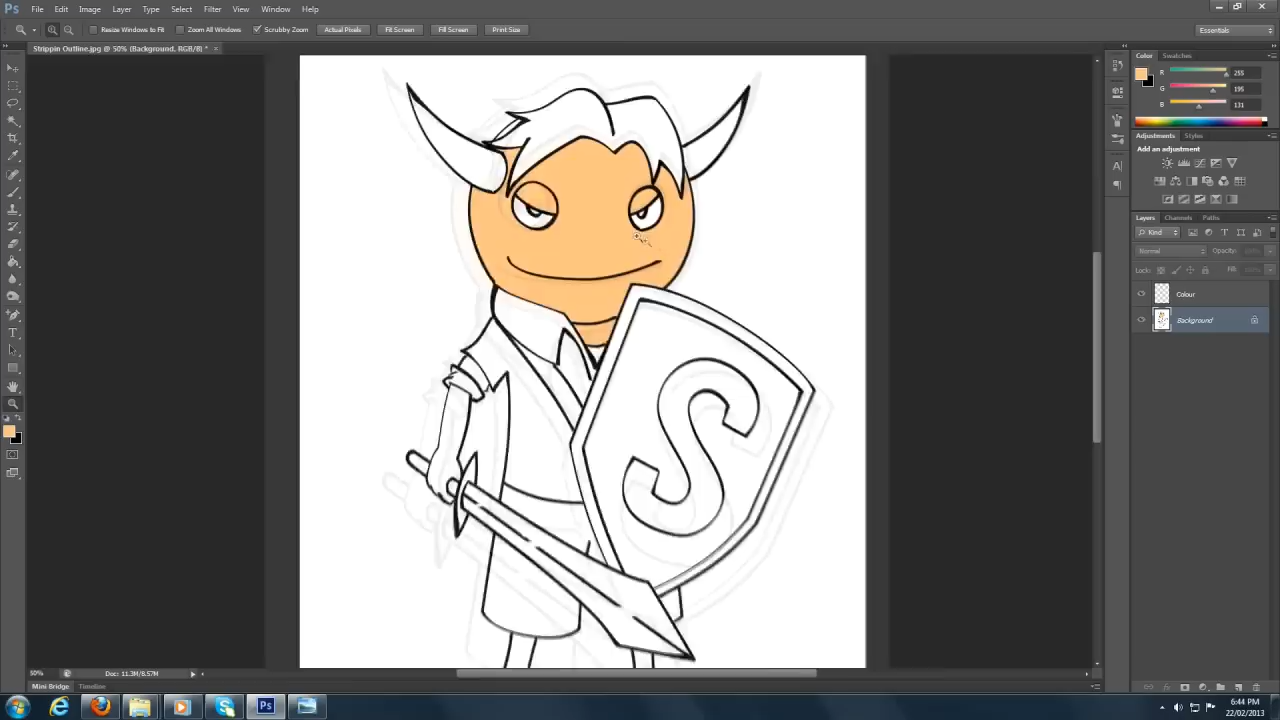 Ps File Edit Image Layer Type Select Filter View Window Help
Resize Windows to Fit Zoom All Windows Scrubby Zoom Actual Pixels Fit Screen Fill Screen Print Size Essentials
Strippin Outline.jpg @ 50% (Background, RGB/8) * ×
Color Swatches
R 255
G 195
B 131
Adjustments Styles
Add an adjustment
Layers Channels Paths
Kind
Normal Opacity:
Lock: Fill:
Colour
Background
S
50% Doc: 11.3M/8.57M
Mini Bridge Timeline
Ps
6:44 PM
22/02/2013